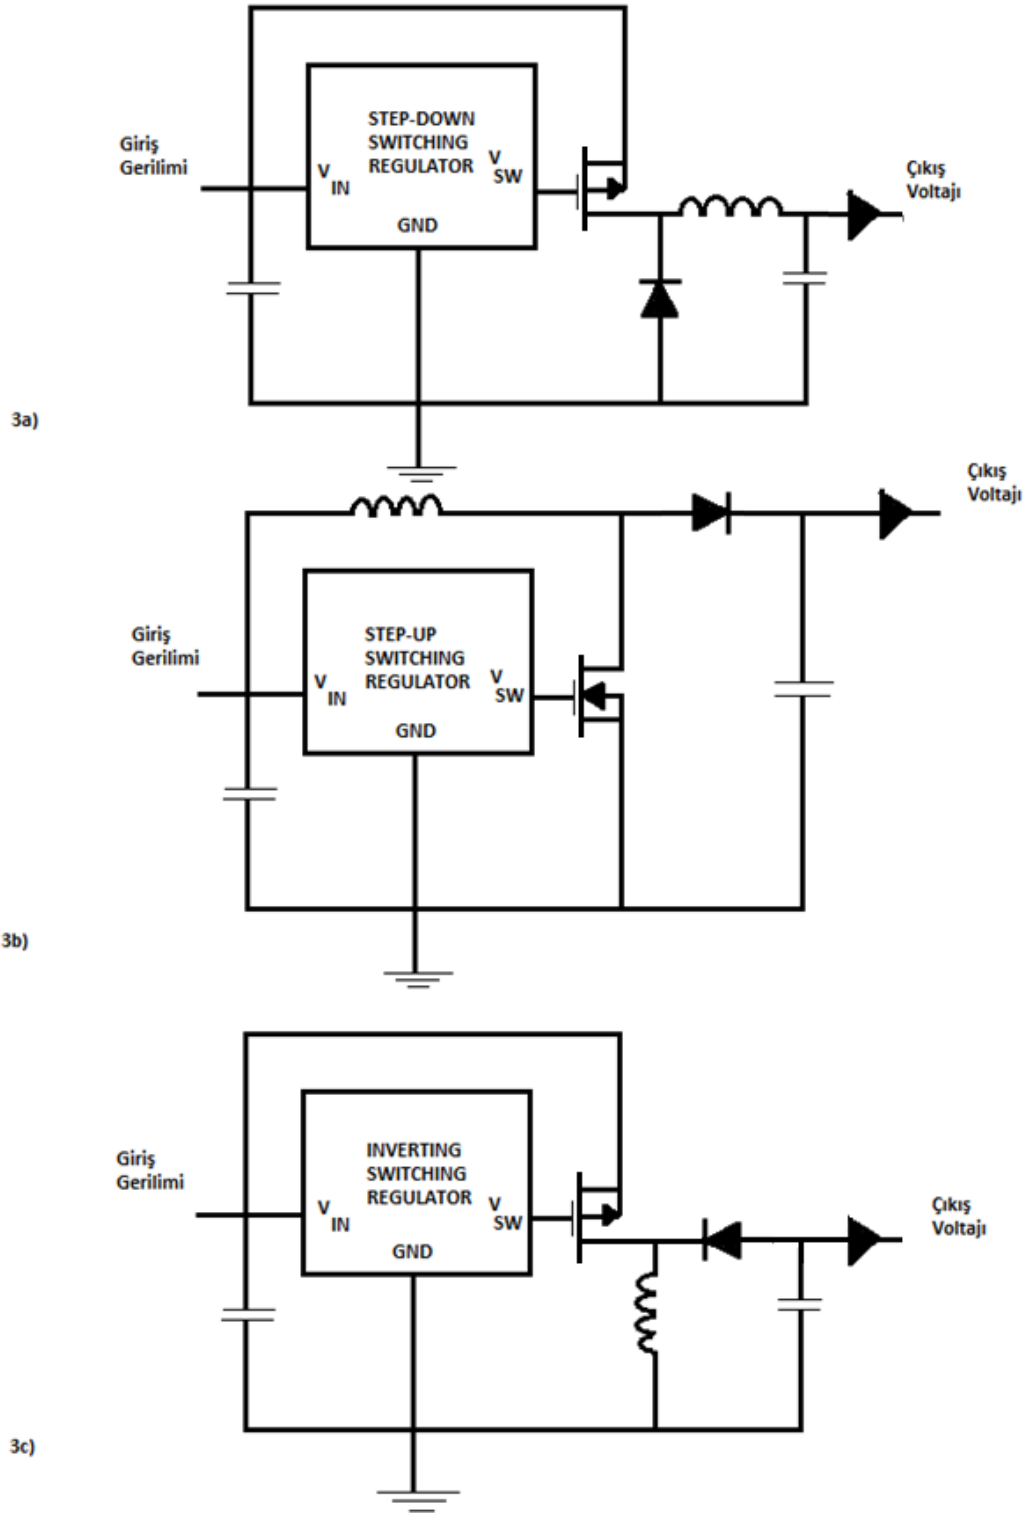 Giriş
Gerilimi
STEP-DOWN
SWITCHING
REGULATOR
V
IN
V
SW
GND
Çıkış
Voltajı
3a)
Çıkış
Voltajı
Giriş
Gerilimi
STEP-UP
SWITCHING
REGULATOR
V
IN
V
SW
GND
3b)
Giriş
Gerilimi
INVERTING
SWITCHING
REGULATOR
V
IN
V
SW
GND
Çıkış
Voltajı
3c)